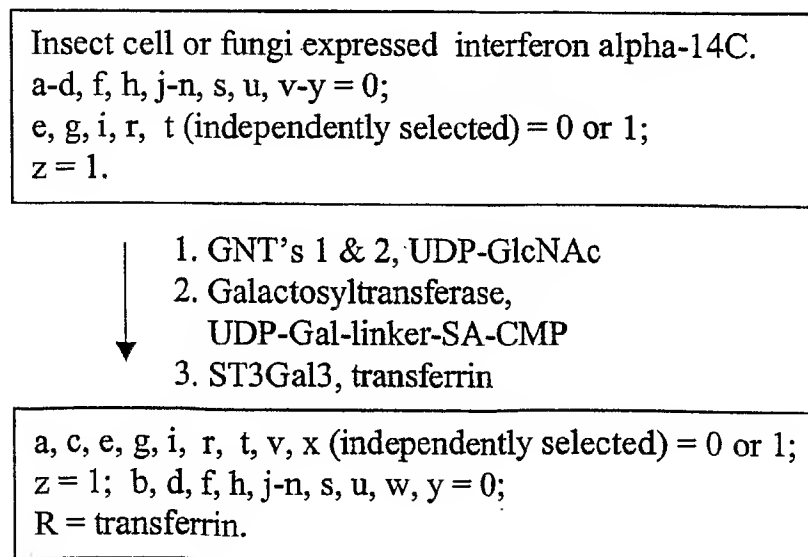 Insect cell or fungi expressed interferon alpha-14C.
a-d, f, h, j-n, s, u, v-y = 0;
e, g, i, r, t (independently selected) = 0 or 1;
z = 1.
1. GNT's 1 & 2, UDP-GlcNAc
2. Galactosyltransferase,
UDP-Gal-linker-SA-CMP
3. ST3Gal3, transferrin
a, c, e, g, i, r, t, v, x (independently selected) = 0 or 1;
z = 1; b, d, f, h, j-n, s, u, w, y = 0;
R = transferrin.